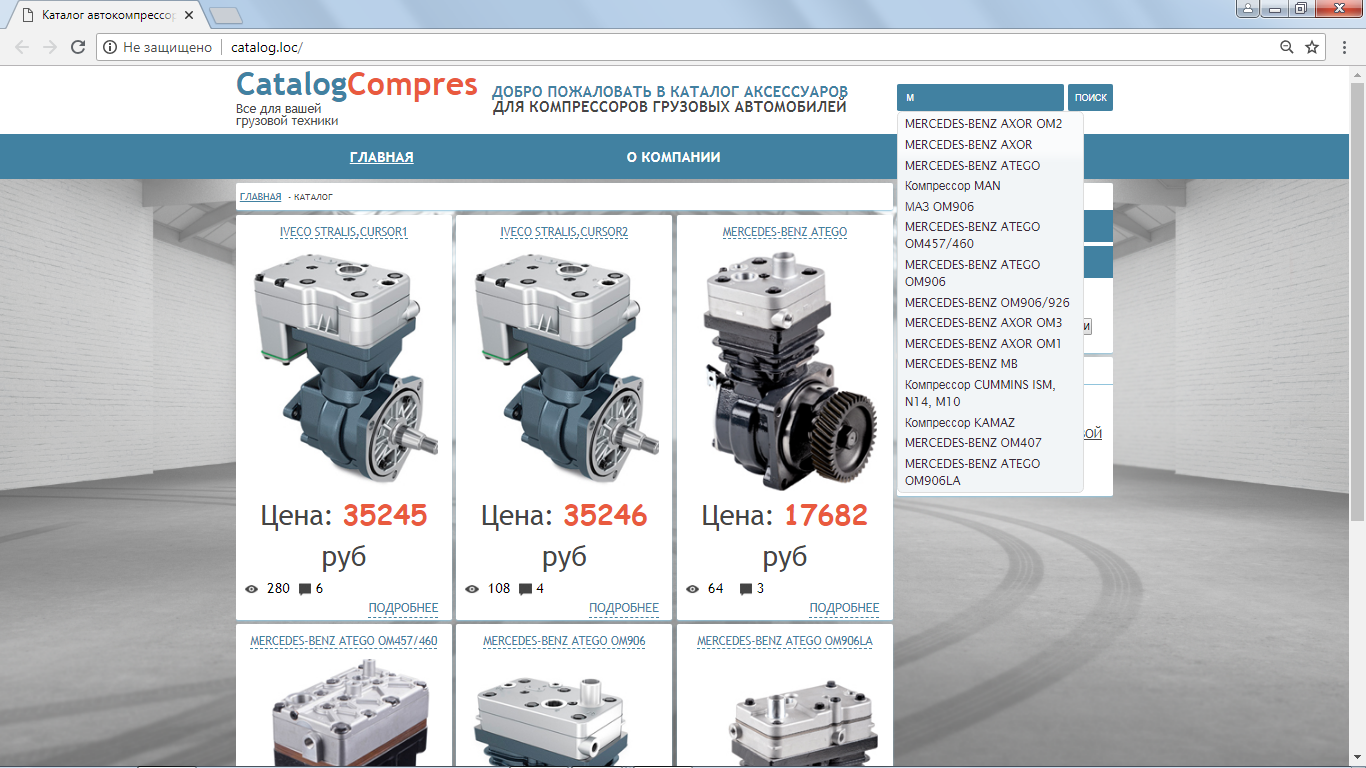 Каталог автокомпрессор
Не защищено catalog.loc/
CatalogCompres
Все для вашей
грузовой техники
ДОБРО ПОЖАЛОВАТЬ В КАТАЛОГ АКСЕССУАРОВ
ДЛЯ КОМПРЕССОРОВ ГРУЗОВЫХ АВТОМОБИЛЕЙ
м
ПОИСК
ГЛАВНАЯ
О КОМПАНИИ
MERCEDES-BENZ AXOR OM2
MERCEDES-BENZ AXOR
MERCEDES-BENZ ATEGO
Компрессор MAN
МАЗ OM906
MERCEDES-BENZ ATEGO
OM457/460
MERCEDES-BENZ ATEGO
OM906
MERCEDES-BENZ OM906/926
MERCEDES-BENZ AXOR OM3
MERCEDES-BENZ AXOR OM1
MERCEDES-BENZ MB
Компрессор CUMMINS ISM,
N14, M10
Компрессор KAMAZ
MERCEDES-BENZ OM407
MERCEDES-BENZ ATEGO
OM906LA
ГЛАВНАЯ - КАТАЛОГ
IVECO STRALIS,CURSOR1
Цена: 35245
руб
280 6
ПОДРОБНЕЕ
IVECO STRALIS,CURSOR2
Цена: 35246
руб
108 4
ПОДРОБНЕЕ
MERCEDES-BENZ ATEGO
Цена: 17682
руб
64 3
ПОДРОБНЕЕ
MERCEDES-BENZ ATEGO OM457/460
MERCEDES-BENZ ATEGO OM906
MERCEDES-BENZ ATEGO OM906LA